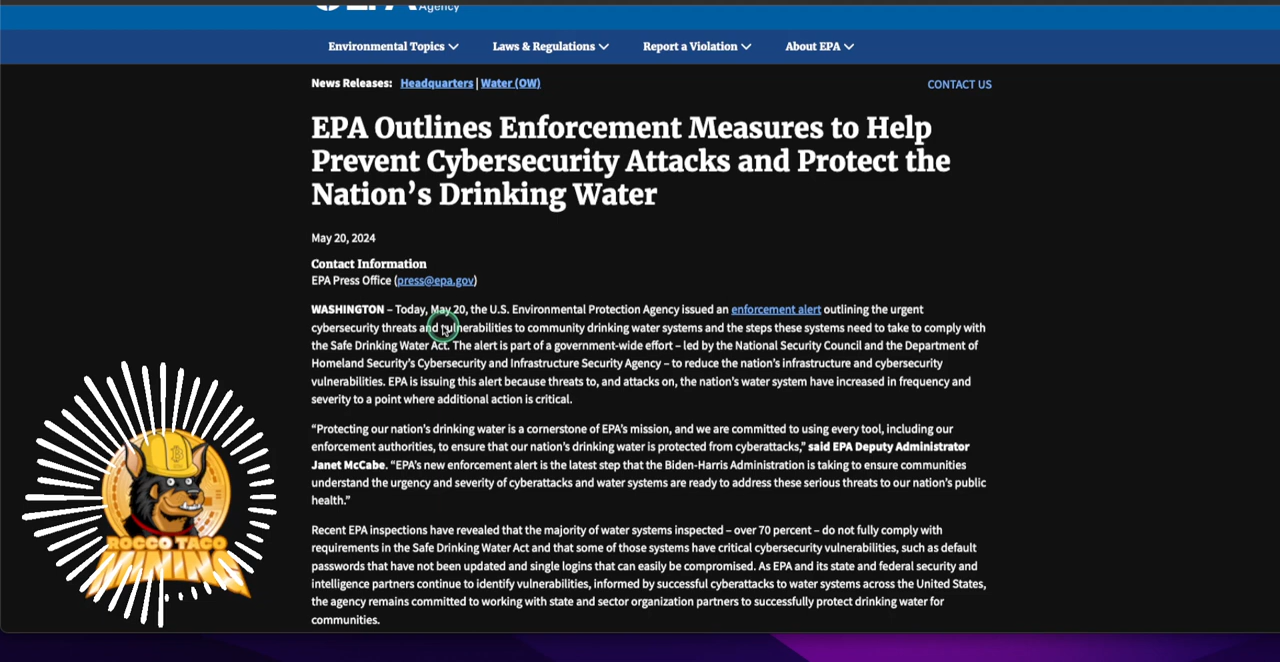 EPA
Agency
Environmental Topics
Laws & Regulations
Report a Violation
About EPA
News Releases: Headquarters | Water (OW)
CONTACT US
EPA Outlines Enforcement Measures to Help
Prevent Cybersecurity Attacks and Protect the
Nation’s Drinking Water
May 20, 2024
Contact Information
EPA Press Office (press@epa.gov)
WASHINGTON – Today, May 20, the U.S. Environmental Protection Agency issued an enforcement alert outlining the urgent
cybersecurity threats and vulnerabilities to community drinking water systems and the steps these systems need to take to comply with
the Safe Drinking Water Act. The alert is part of a government-wide effort – led by the National Security Council and the Department of
Homeland Security’s Cybersecurity and Infrastructure Security Agency – to reduce the nation’s infrastructure and cybersecurity
vulnerabilities. EPA is issuing this alert because threats to, and attacks on, the nation’s water system have increased in frequency and
severity to a point where additional action is critical.
“Protecting our nation’s drinking water is a cornerstone of EPA’s mission, and we are committed to using every tool, including our
enforcement authorities, to ensure that our nation’s drinking water is protected from cyberattacks,” said EPA Deputy Administrator
Janet McCabe. “EPA’s new enforcement alert is the latest step that the Biden-Harris Administration is taking to ensure communities
understand the urgency and severity of cyberattacks and water systems are ready to address these serious threats to our nation’s public
health.”
Recent EPA inspections have revealed that the majority of water systems inspected – over 70 percent – do not fully comply with
requirements in the Safe Drinking Water Act and that some of those systems have critical cybersecurity vulnerabilities, such as default
passwords that have not been updated and single logins that can easily be compromised. As EPA and its state and federal security and
intelligence partners continue to identify vulnerabilities, informed by successful cyberattacks to water systems across the United States,
the agency remains committed to working with state and sector organization partners to successfully protect drinking water for
communities.
ROCCO TACO
MINING